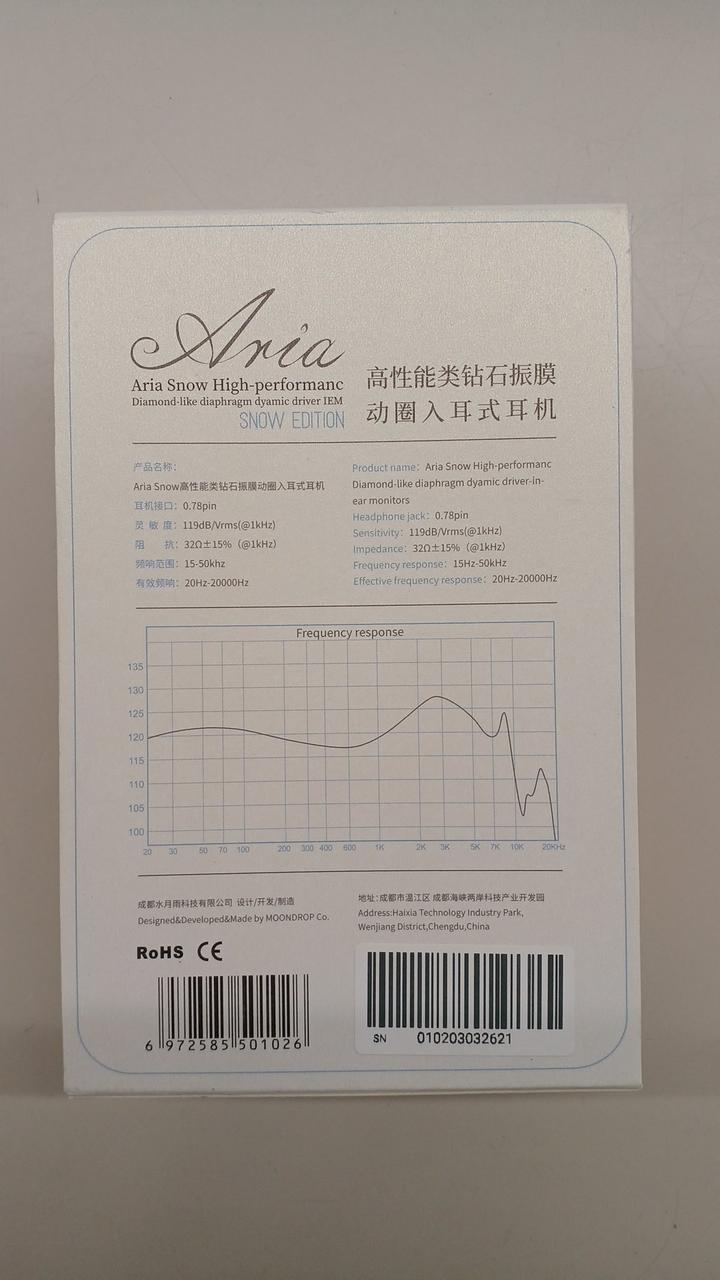 Aria
Aria Snow High-performanc
Diamond-like diaphragm dyamic driver IEM
SNOW EDITION
高性能类钻石振膜
动圈入耳式耳机
产品名称：
Aria Snow高性能类钻石振膜动圈入耳式耳机
耳机接口：0.78pin
灵 敏 度：119dB/Vrms(@1kHz)
阻 抗：32Ω±15%（@1kHz）
频响范围：15-50khz
有效频响：20Hz-20000Hz
Product name：Aria Snow High-performanc
Diamond-like diaphragm dyamic driver-in-
ear monitors
Headphone jack：0.78pin
Sensitivity：119dB/Vrms(@1kHz)
Impedance：32Ω±15%（@1kHz）
Frequency response：15Hz-50kHz
Effective frequency response：20Hz-20000Hz
Frequency response
135
130
125
120
115
110
105
100
20 30 50 70 100 200 300 400 600 1K 2K 3K 5K 7K 10K 20KHz
成都水月雨科技有限公司 设计/开发/制造
Designed&Developed&Made by MOONDROP Co.
地址:成都市温江区 成都海峡两岸科技产业开发园
Address:Haixia Technology Industry Park,
Wenjiang District,Chengdu,China
RoHS CE
6 972585 501026
SN 010203032621